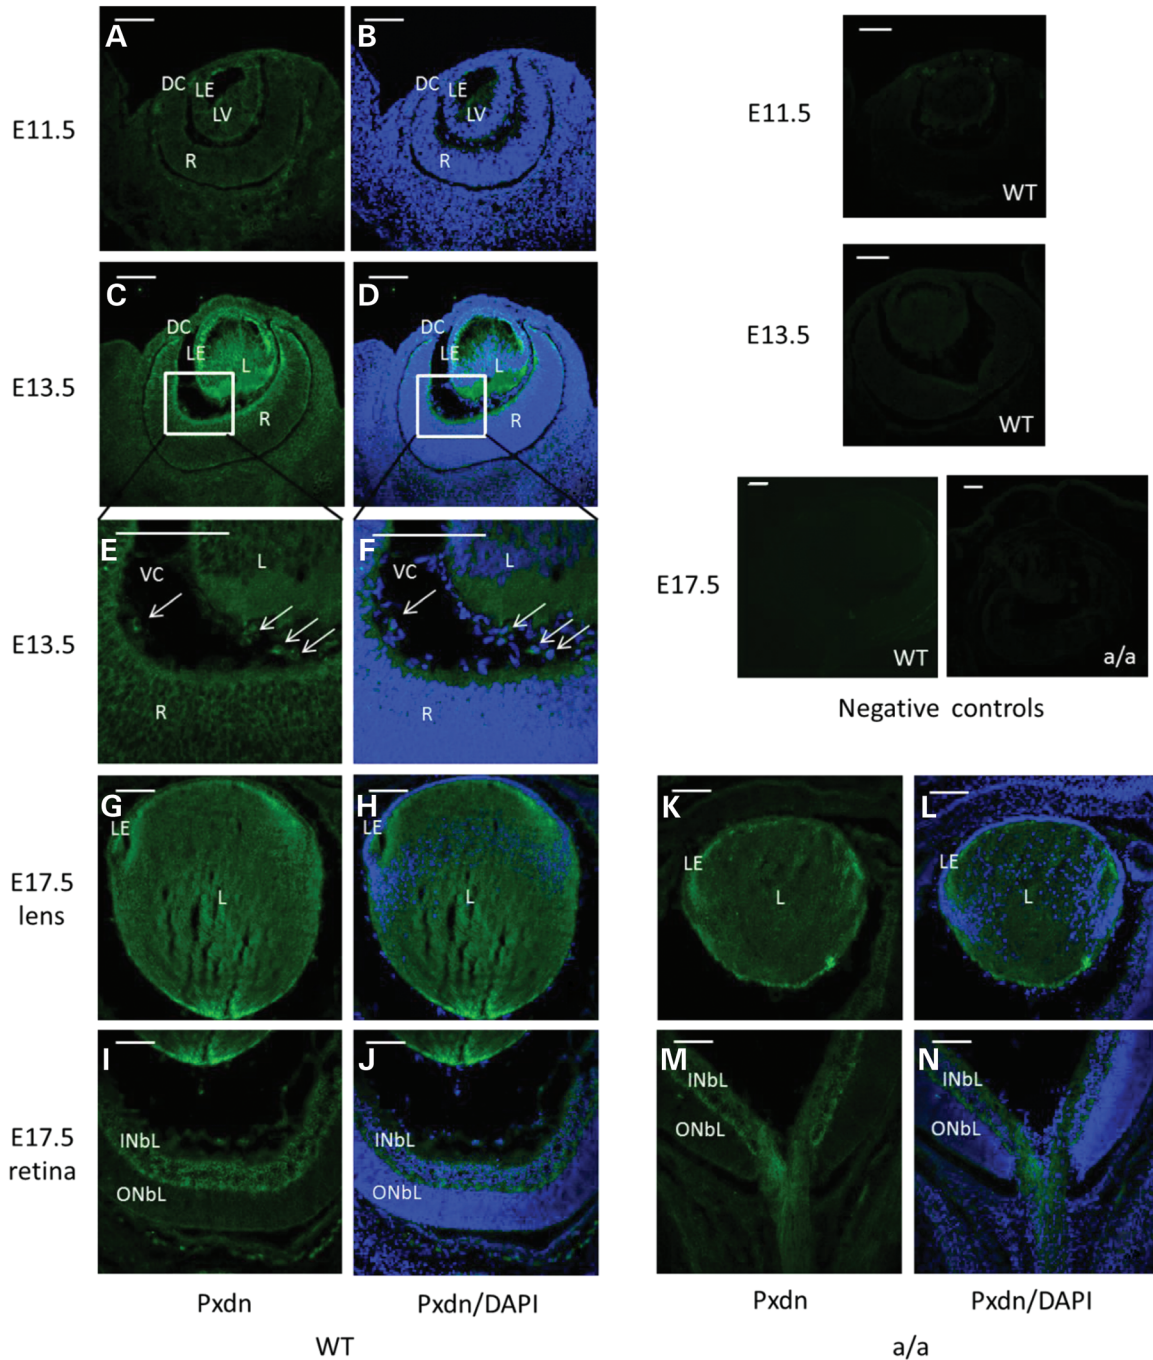 A
DC
LE
LV
R
B
DC
LE
LV
R
E11.5
E11.5
WT
C
DC
LE
L
R
D
DC
LE
L
R
E13.5
E13.5
WT
E
VC
L
R
F
VC
L
R
E13.5
E17.5
WT
a/a
Negative controls
G
LE
L
H
LE
L
K
LE
L
L
LE
L
E17.5
lens
I
INbL
ONbL
J
INbL
ONbL
M
INbL
ONbL
N
INbL
ONbL
E17.5
retina
Pxdn
Pxdn/DAPI
Pxdn
Pxdn/DAPI
WT
a/a